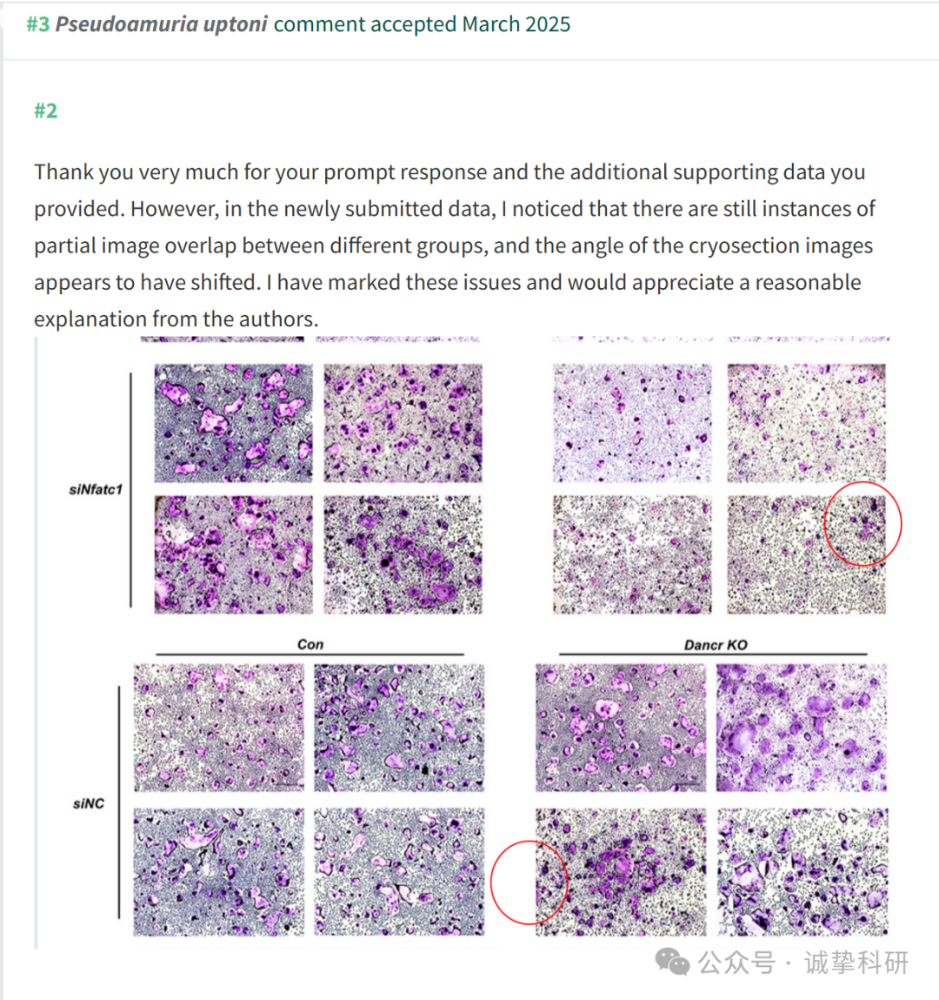 #3 Pseudoamuria uptoni comment accepted March 2025
#2
Thank you very much for your prompt response and the additional supporting data you
provided. However, in the newly submitted data, I noticed that there are still instances of
partial image overlap between different groups, and the angle of the cryosection images
appears to have shifted. I have marked these issues and would appreciate a reasonable
explanation from the authors.
siNfatc1
Con
Dancr KO
siNC
公众号 · 诚挚科研